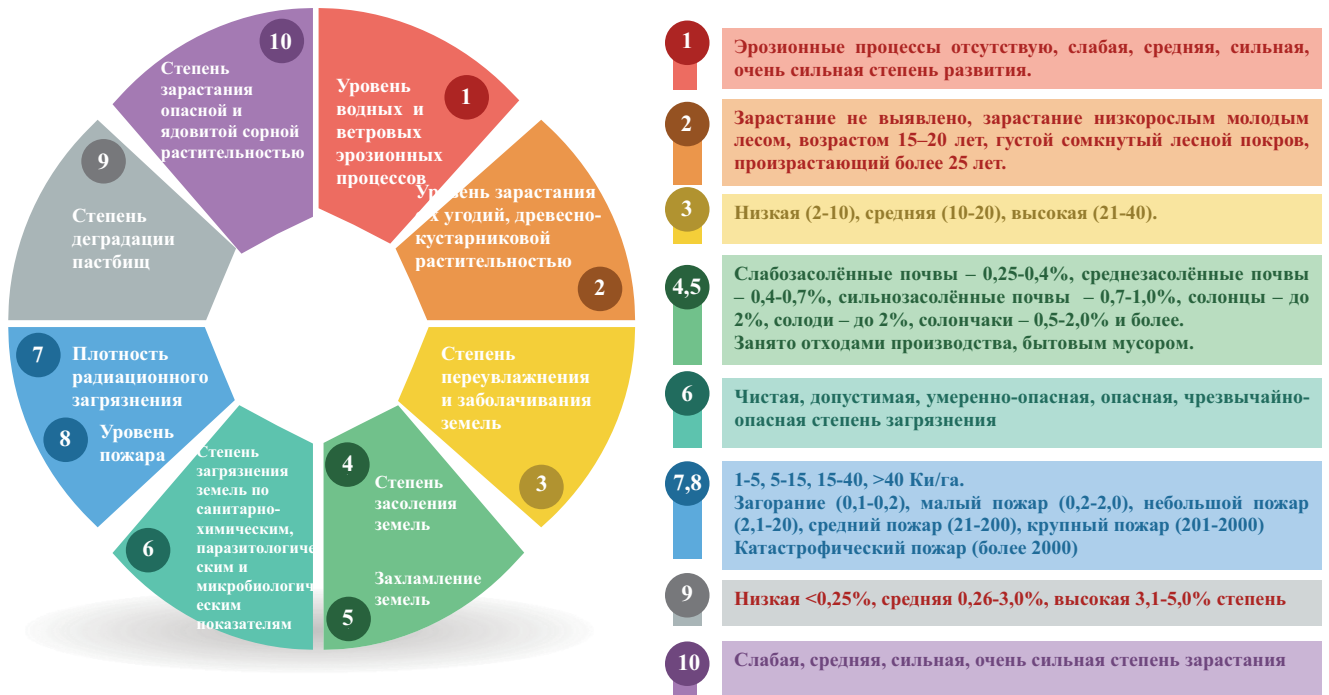 10
Степень
зарастания
опасной и
ядовитой сорной
растительностью
1
Уровень
водных и
ветровых
эрозионных
процессов
Уровень зарастания
с/х угодий, древесно-
кустарниковой
растительностью
2
Степень
переувлажнения
и заболачивания
земель
3
4
Степень
засоления
земель
Захламление
земель
5
Степень
загрязнения
земель по
санитарно-
химическим,
паразитологиче
ским и
микробиологич
еским
показателям
6
7
Плотность
радиационного
загрязнения
8
Уровень
пожара
9
Степень
деградации
пастбищ
1
Эрозионные процессы отсутствую, слабая, средняя, сильная,
очень сильная степень развития.
2
Зарастание не выявлено, зарастание низкорослым молодым
лесом, возрастом 15–20 лет, густой сомкнутый лесной покров,
произрастающий более 25 лет.
3
Низкая (2-10), средняя (10-20), высокая (21-40).
4,5
Слабозасолённые почвы – 0,25-0,4%, среднезасолённые почвы
– 0,4-0,7%, сильнозасолённые почвы – 0,7-1,0%, солонцы – до
2%, солоди – до 2%, солончаки – 0,5-2,0% и более.
Занято отходами производства, бытовым мусором.
6
Чистая, допустимая, умеренно-опасная, опасная, чрезвычайно-
опасная степень загрязнения
7,8
1-5, 5-15, 15-40, >40 Ки/га.
Загорание (0,1-0,2), малый пожар (0,2-2,0), небольшой пожар
(2,1-20), средний пожар (21-200), крупный пожар (201-2000)
Катастрофический пожар (более 2000)
9
Низкая <0,25%, средняя 0,26-3,0%, высокая 3,1-5,0% степень
10
Слабая, средняя, сильная, очень сильная степень зарастания